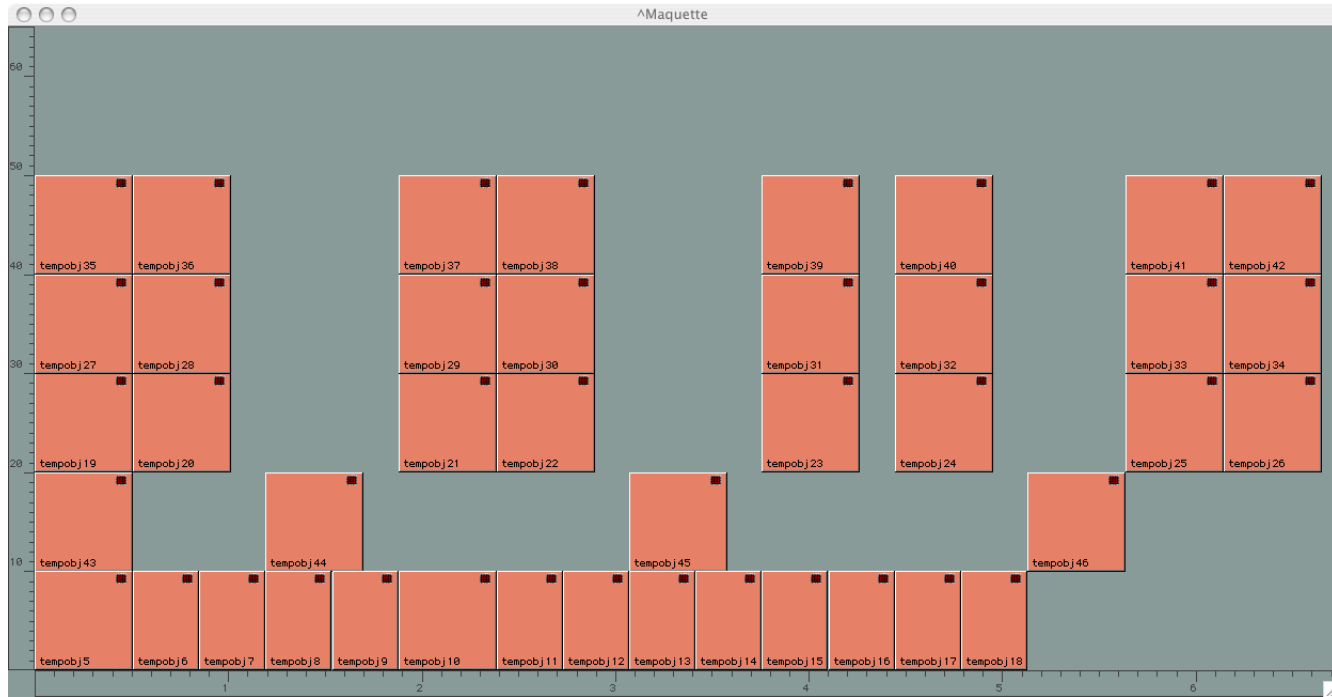 ^Maquette
60
50
tempobj35 tempobj36 tempobj37 tempobj38 tempobj39 tempobj40 tempobj41 tempobj42
40
tempobj27 tempobj28 tempobj29 tempobj30 tempobj31 tempobj32 tempobj33 tempobj34
30
tempobj19 tempobj20 tempobj21 tempobj22 tempobj23 tempobj24 tempobj25 tempobj26
20
tempobj43 tempobj44 tempobj45 tempobj46
10
tempobj5 tempobj6 tempobj7 tempobj8 tempobj9 tempobj10 tempobj11 tempobj12 tempobj13 tempobj14 tempobj15 tempobj16 tempobj17 tempobj18
1 2 3 4 5 6